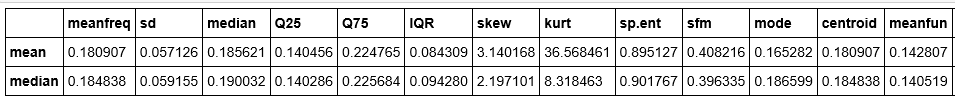 meanfreq sd median Q25 Q75 IQR skew kurt sp.ent sfm mode centroid meanfun
mean 0.180907 0.057126 0.185621 0.140456 0.224765 0.084309 3.140168 36.568461 0.895127 0.408216 0.165282 0.180907 0.142807
median 0.184838 0.059155 0.190032 0.140286 0.225684 0.094280 2.197101 8.318463 0.901767 0.396335 0.186599 0.184838 0.140519